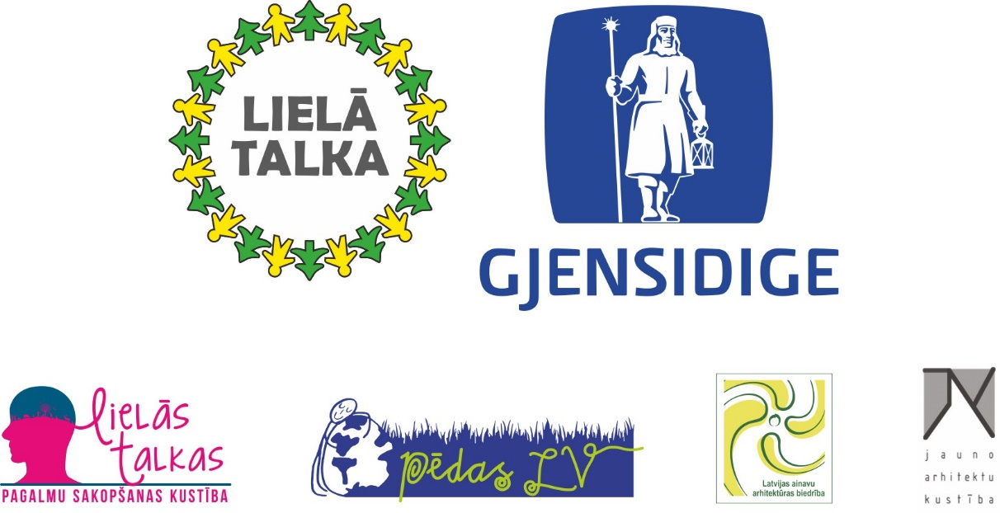 LIELĀ
TALKA
GJENSIDIGE
lielās
talkas
PAGALMU SAKOPŠANAS KUSTĪBA
pēdas LV
Latvijas ainavu
arhitektūras biedrība
jauno
arhitektu
kustība